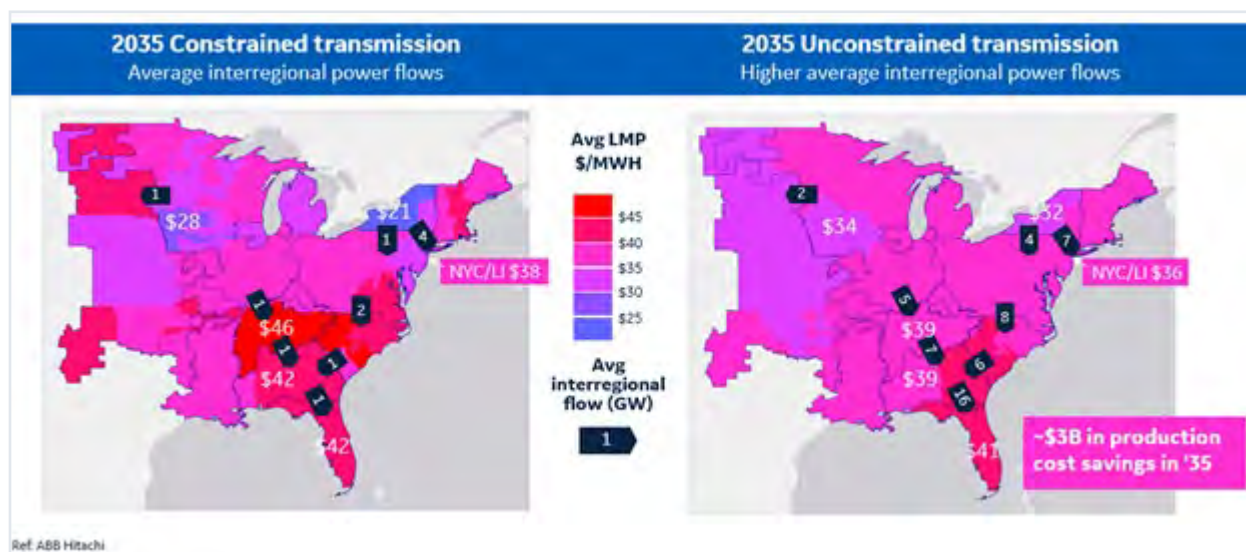 2035 Constrained transmission
Average interregional power flows
2035 Unconstrained transmission
Higher average interregional power flows
1
$28
$21
1
4
NYC/LI $38
1
2
$46
1
1
$42
1
$42
Avg LMP
$/MWH
$45
$40
$35
$30
$25
Avg
interregional
flow (GW)
1
2
$34
$32
4
7
NYC/LI $36
5
8
$39
7
6
$39
16
$41
~$3B in production
cost savings in '35
Ref: ABB Hitachi